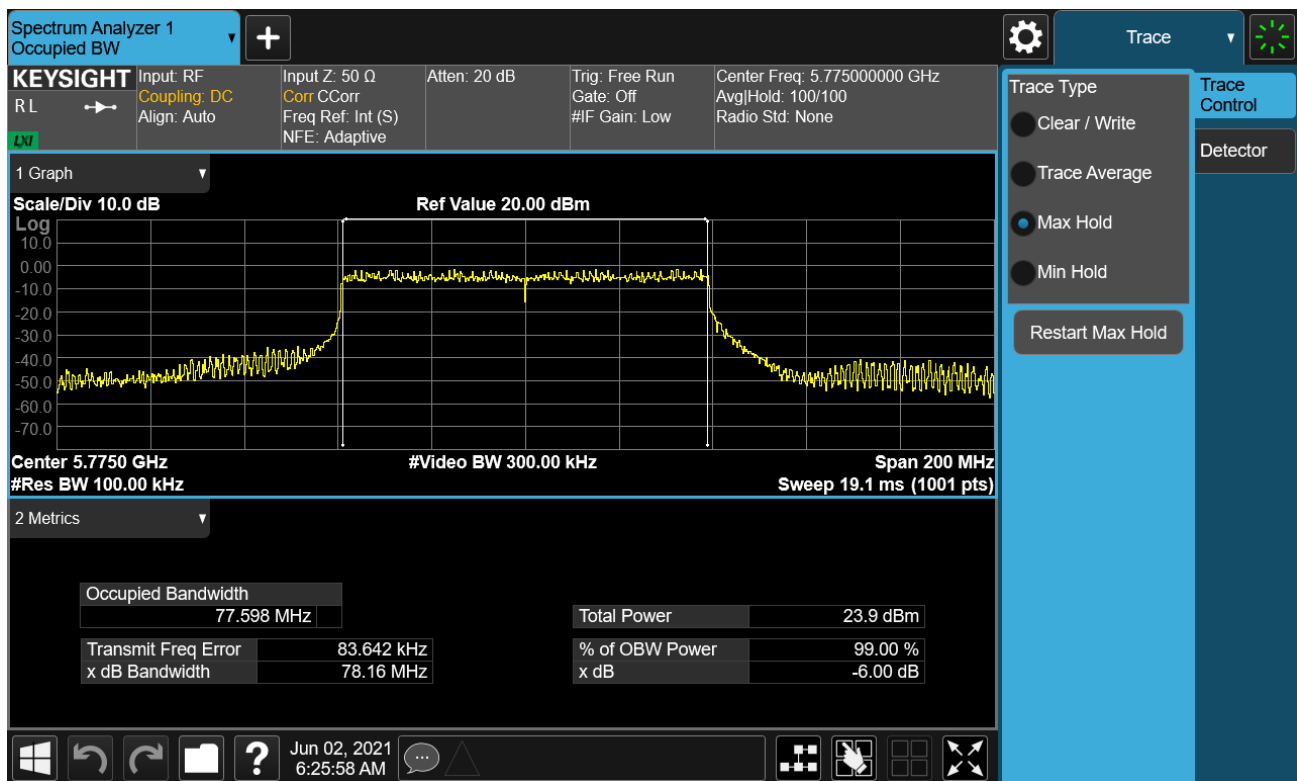 Spectrum Analyzer 1
Occupied BW
+
Trace
KEYSIGHT
R L
LXI
Input: RF
Coupling: DC
Align: Auto
Input Z: 50 Ω
Corr CCorr
Freq Ref: Int (S)
NFE: Adaptive
Atten: 20 dB
Trig: Free Run
Gate: Off
#IF Gain: Low
Center Freq: 5.775000000 GHz
Avg|Hold: 100/100
Radio Std: None
1 Graph
Scale/Div 10.0 dB
Ref Value 20.00 dBm
Log
10.0
0.00
-10.0
-20.0
-30.0
-40.0
-50.0
-60.0
-70.0
Center 5.7750 GHz
#Video BW 300.00 kHz
Span 200 MHz
#Res BW 100.00 kHz
Sweep 19.1 ms (1001 pts)
2 Metrics
Occupied Bandwidth
77.598 MHz
Total Power 23.9 dBm
Transmit Freq Error 83.642 kHz
% of OBW Power 99.00 %
x dB Bandwidth 78.16 MHz
x dB -6.00 dB
Trace Type
Clear / Write
Trace Average
Max Hold
Min Hold
Restart Max Hold
Trace
Control
Detector
?
Jun 02, 2021
6:25:58 AM